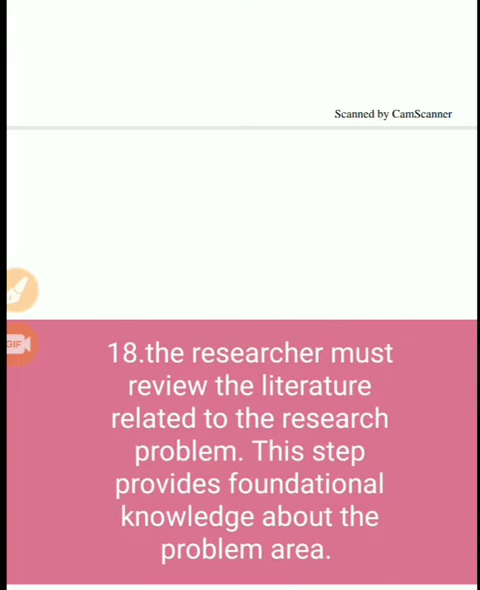 Scanned by CamScanner
GIF
18.the researcher must
review the literature
related to the research
problem. This step
provides foundational
knowledge about the
problem area.